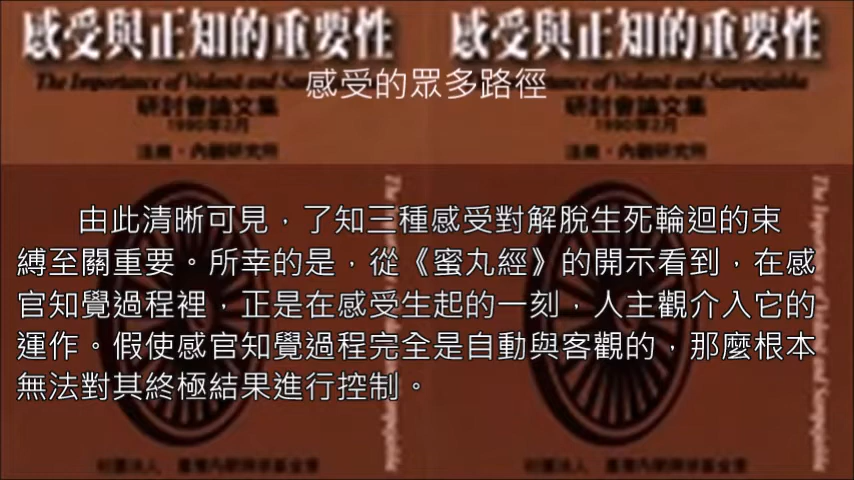 感受與正知的重要性 感受與正知的重要性
The Importance of Vedanā and Sampajañña
感受的眾多路徑
研討會論文集 研討會論文集
1990年2月 1990年2月
法鼓・內觀研究所
由此清晰可見，了知三種感受對解脫生死輪迴的束
縛至關重要。所幸的是，從《蜜丸經》的開示看到，在感
官知覺過程裡，正是在感受生起的一刻，人主觀介入它的
運作。假使感官知覺過程完全是自動與客觀的，那麼根本
無法對其終極結果進行控制。